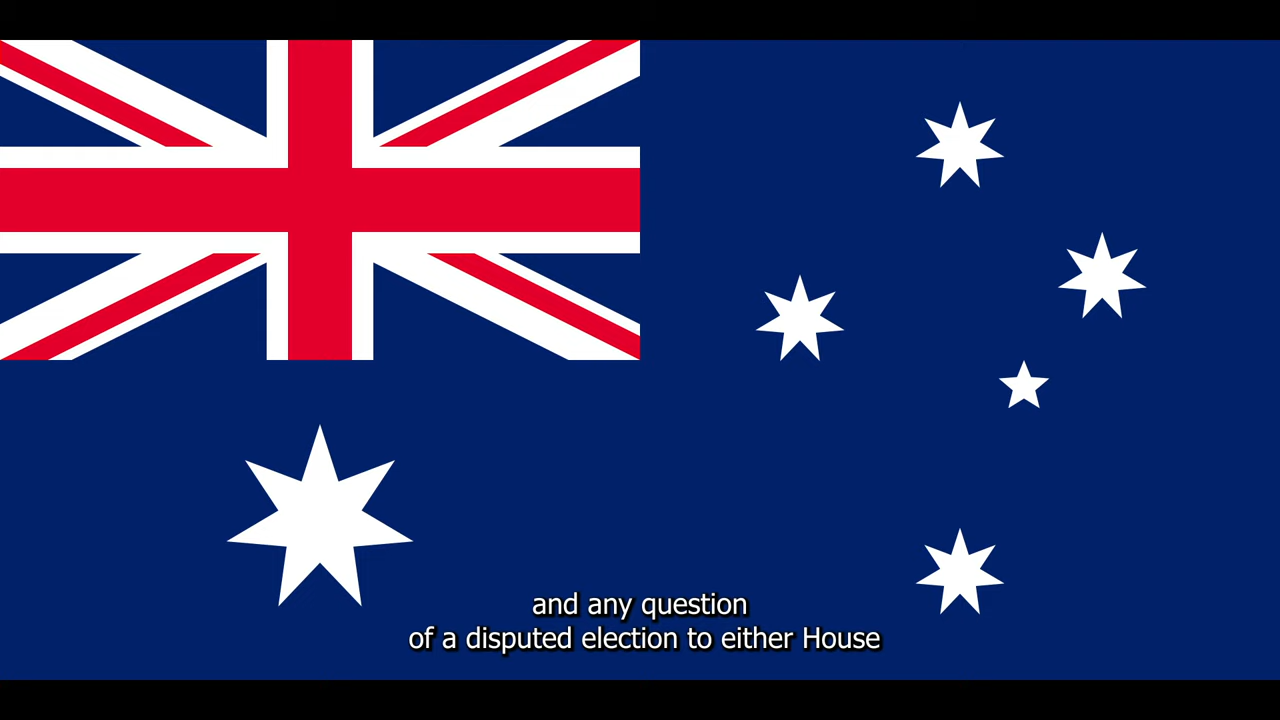 and any question
of a disputed election to either House